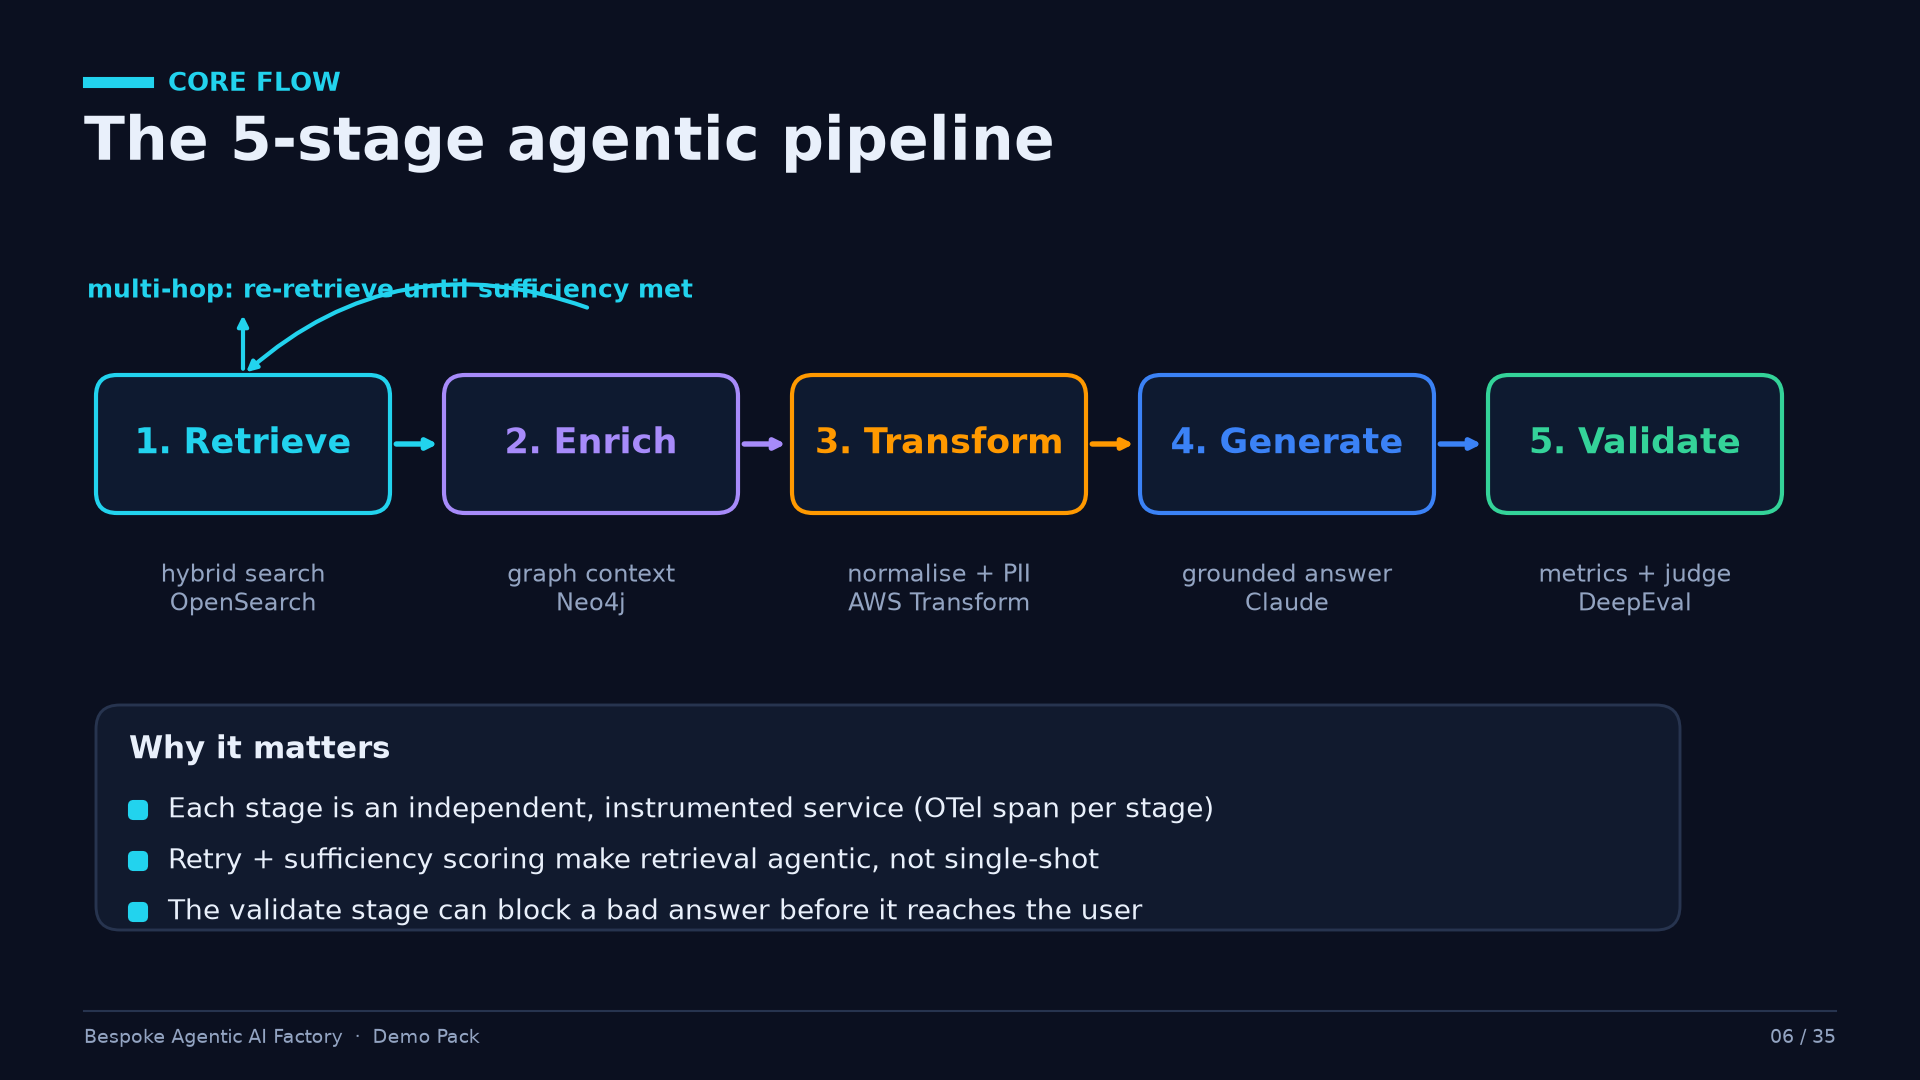 CORE FLOW
The 5-stage agentic pipeline
multi-hop: re-retrieve until sufficiency met
1. Retrieve
2. Enrich
3. Transform
4. Generate
5. Validate
hybrid search
OpenSearch
graph context
Neo4j
normalise + PII
AWS Transform
grounded answer
Claude
metrics + judge
DeepEval
Why it matters
Each stage is an independent, instrumented service (OTel span per stage)
Retry + sufficiency scoring make retrieval agentic, not single-shot
The validate stage can block a bad answer before it reaches the user
Bespoke Agentic AI Factory · Demo Pack
06 / 35